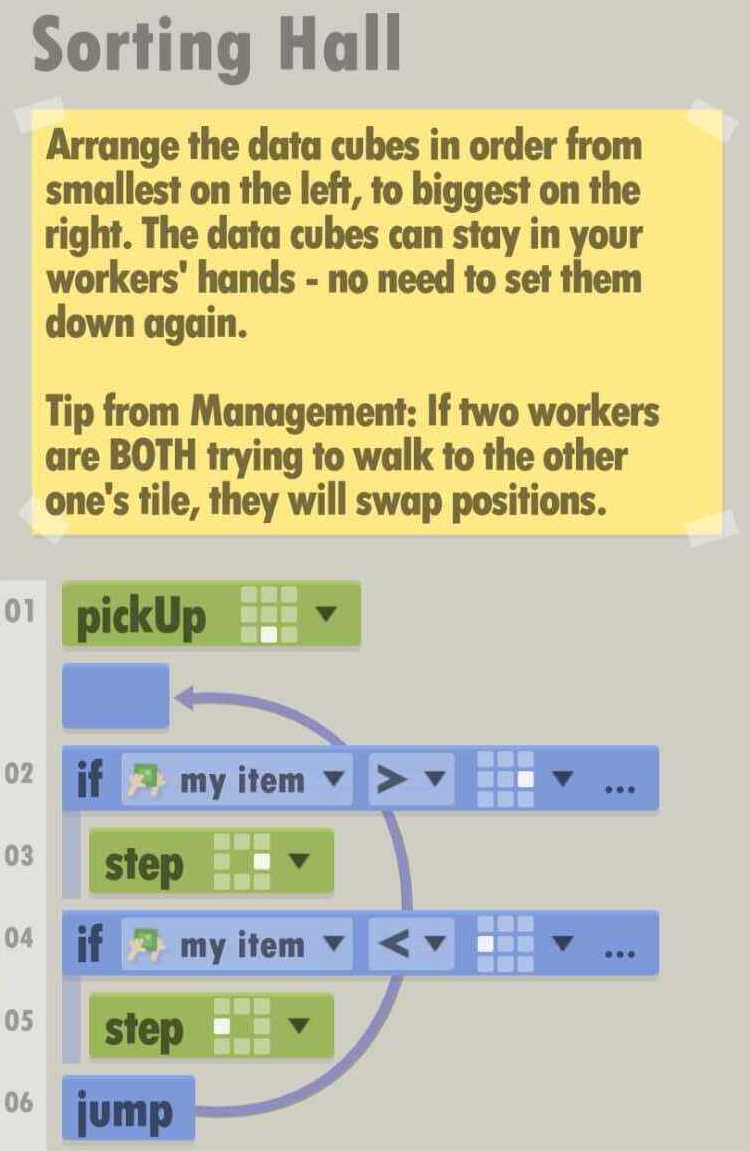 Sorting Hall
Arrange the data cubes in order from
smallest on the left, to biggest on the
right. The data cubes can stay in your
workers' hands - no need to set them
down again.
Tip from Management: If two workers
are BOTH trying to walk to the other
one's tile, they will swap positions.
01 pickUp
02 if my item > ...
03 step
04 if my item < ...
05 step
06 jump